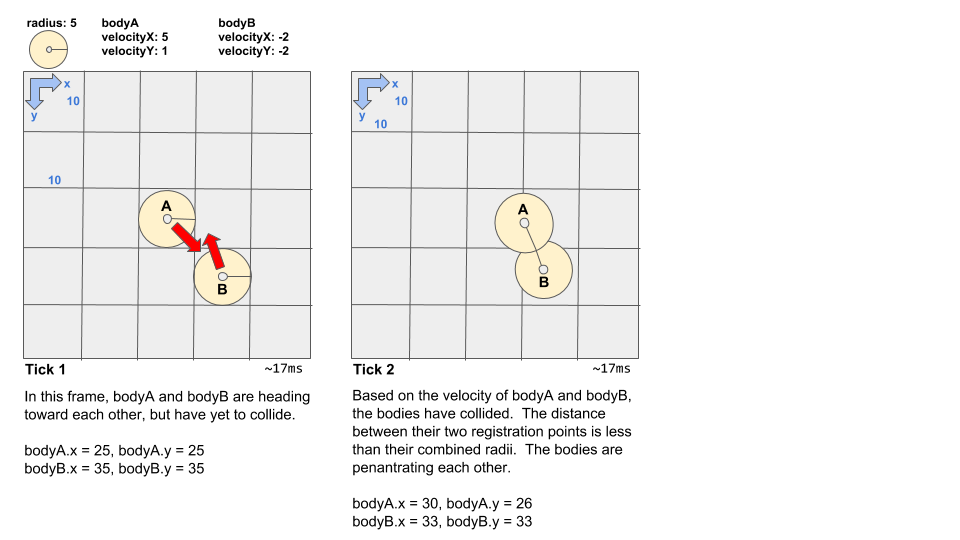 radius: 5
bodyA
velocityX: 5
velocityY: 1
bodyB
velocityX: -2
velocityY: -2
x
10
y
10
A
B
Tick 1
~17ms
In this frame, bodyA and bodyB are heading
toward each other, but have yet to collide.
bodyA.x = 25, bodyA.y = 25
bodyB.x = 35, bodyB.y = 35
x
10
y
10
A
B
Tick 2
~17ms
Based on the velocity of bodyA and bodyB,
the bodies have collided.  The distance
between their two registration points is less
than their combined radii.  The bodies are
penantrating each other.
bodyA.x = 30, bodyA.y = 26
bodyB.x = 33, bodyB.y = 33